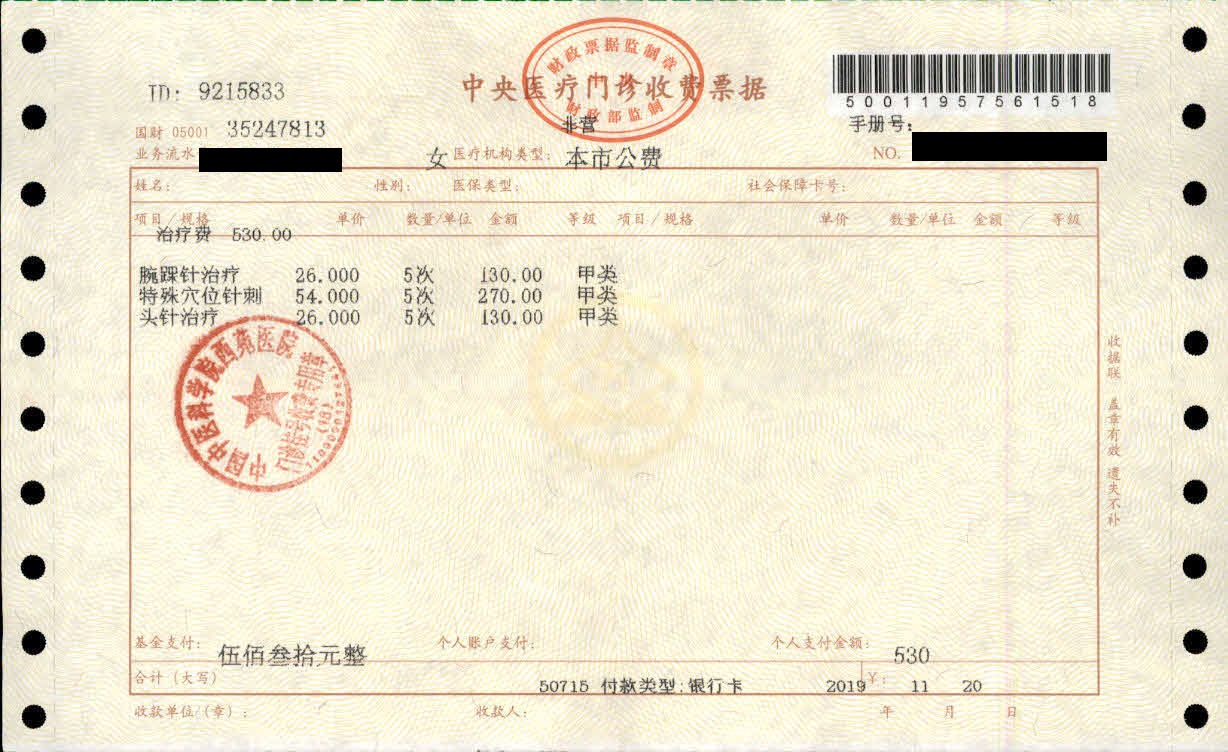 财政票据监制章
财政部监制
中央医疗门诊收费票据
500119957561518
ID: 9215833
国财 05001 35247813
非营
手册号:
业务流水
女 医疗机构类型: 本市公费
NO.
姓名: 性别: 医保类型: 社会保障卡号:
项目/规格 单价 数量/单位 金额 等级 项目/规格 单价 数量/单位 金额 等级
治疗费 530.00
腕踝针治疗 26.000 5次 130.00 甲类
特殊穴位针刺 54.000 5次 270.00 甲类
头针治疗 26.000 5次 130.00 甲类
中国中医科学院西苑医院
门诊挂号收费专用章
(18)
收据联 盖章有效 遗失不补
基金支付: 个人账户支付: 个人支付金额:
伍佰叁拾元整 530
合计(大写) ¥:
50715 付款类型:银行卡 2019 11 20
收款单位(章): 收款人: 年 月 日